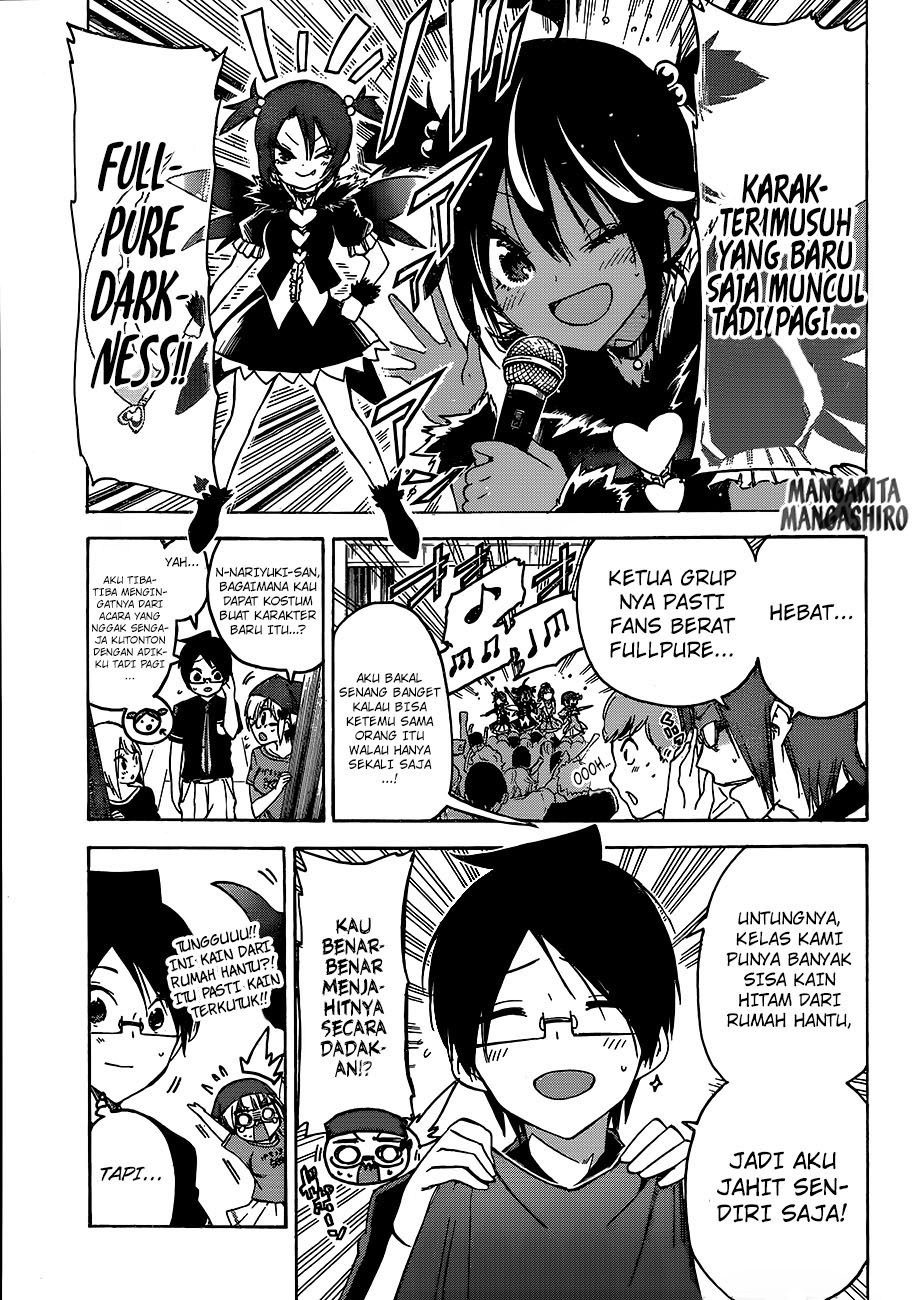 KARAK-
TER MUSUH
YANG BARU
SAJA MUNCUL
TADI PAGI...
FULL-
PURE
DARK-
NESS!!
MANGAKITA
MANGASHIRO
HEBAT...
KETUA GRUP
NYA PASTI
FANS BERAT
FULLPURE...
OOOH...
AKU BAKAL
SENANG BANGET
KALAU BISA
KETEMU SAMA
ORANG ITU
WALAU HANYA
SEKALI SAJA
...!
N-NARIYUKI-SAN,
BAGAIMANA KAU
DAPAT KOSTUM
BUAT KARAKTER
BARU ITU...?
YAH...
AKU TIBA-
TIBA MENGIN-
GATNYA DARI
ACARA YANG
NGGAK SENGA-
JA KUTONTON
DENGAN ADIK-
KU TADI PAGI
...
UNTUNGNYA,
KELAS KAMI
PUNYA BANYAK
SISA KAIN
HITAM DARI
RUMAH HANTU,
JADI AKU
JAHIT SEN-
DIRI SAJA!
KAU
BENAR-
BENAR
MENJA-
HITNYA
SECARA
DADAK-
AN!?
TUNGGUUU!!
INI KAIN DARI
RUMAH HANTU?!
ITU PASTI KAIN
TERKUTUK!!
TAPI...